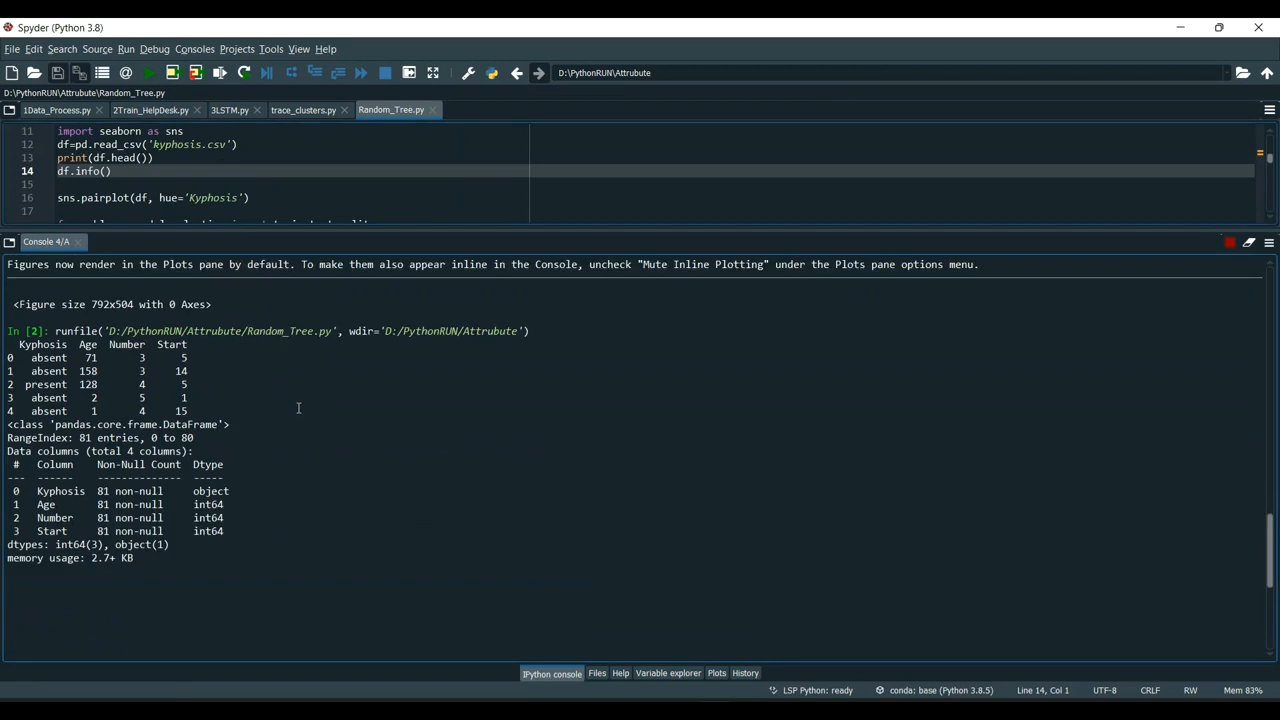 Spyder (Python 3.8)
File Edit Search Source Run Debug Consoles Projects Tools View Help
D:\PythonRUN\Attrubute
D:\PythonRUN\Attrubute\Random_Tree.py
1Data_Process.py 2Train_HelpDesk.py 3LSTM.py trace_clusters.py Random_Tree.py
11 import seaborn as sns
12 df=pd.read_csv('kyphosis.csv')
13 print(df.head())
14 df.info()
15
16 sns.pairplot(df, hue='Kyphosis')
17
Console 4/A
Figures now render in the Plots pane by default. To make them also appear inline in the Console, uncheck "Mute Inline Plotting" under the Plots pane options menu.
<Figure size 792x504 with 0 Axes>
In [2]: runfile('D:/PythonRUN/Attrubute/Random_Tree.py', wdir='D:/PythonRUN/Attrubute')
Kyphosis Age Number Start
0 absent 71 3 5
1 absent 158 3 14
2 present 128 4 5
3 absent 2 5 1
4 absent 1 4 15
<class 'pandas.core.frame.DataFrame'>
RangeIndex: 81 entries, 0 to 80
Data columns (total 4 columns):
# Column Non-Null Count Dtype
--- ------ -------------- -----
0 Kyphosis 81 non-null object
1 Age 81 non-null int64
2 Number 81 non-null int64
3 Start 81 non-null int64
dtypes: int64(3), object(1)
memory usage: 2.7+ KB
IPython console Files Help Variable explorer Plots History
LSP Python: ready conda: base (Python 3.8.5) Line 14, Col 1 UTF-8 CRLF RW Mem 83%